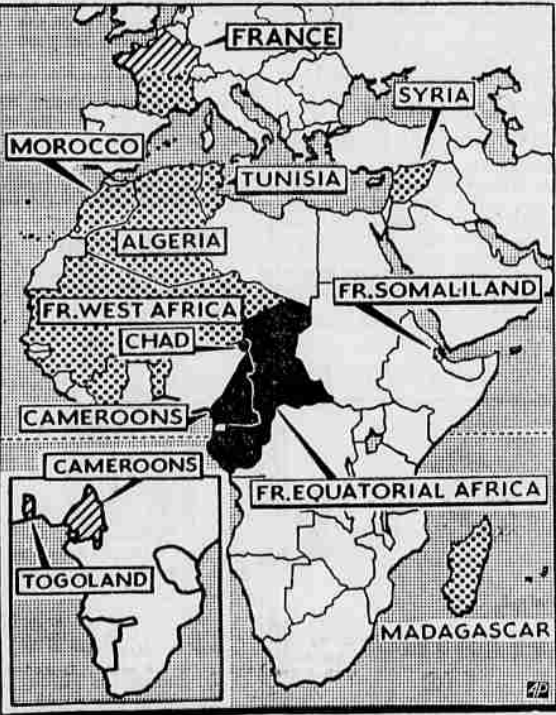 FRANCE
SYRIA
MOROCCO
TUNISIA
ALGERIA
FR. SOMALILAND
FR. WEST AFRICA
CHAD
CAMEROONS
CAMEROONS
FR. EQUATORIAL AFRICA
TOGOLAND
MADAGASCAR
AP